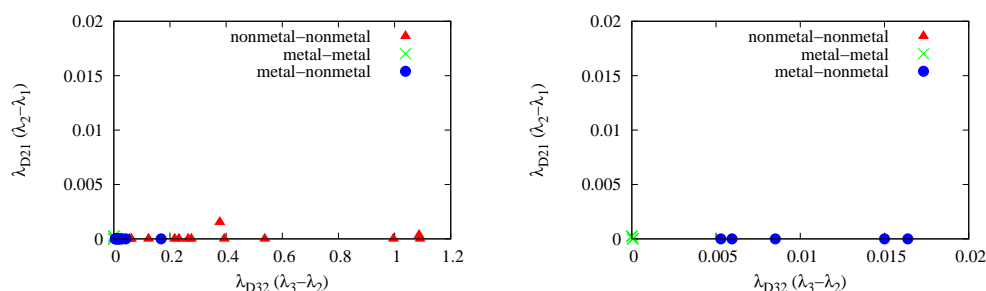 0.02
0.015
0.01
0.005
0
0 0.2 0.4 0.6 0.8 1 1.2
λD21 (λ2−λ1)
λD32 (λ3−λ2)
nonmetal−nonmetal
metal−metal
metal−nonmetal
0.02
0.015
0.01
0.005
0
0 0.005 0.01 0.015 0.02
λD21 (λ2−λ1)
λD32 (λ3−λ2)
nonmetal−nonmetal
metal−metal
metal−nonmetal